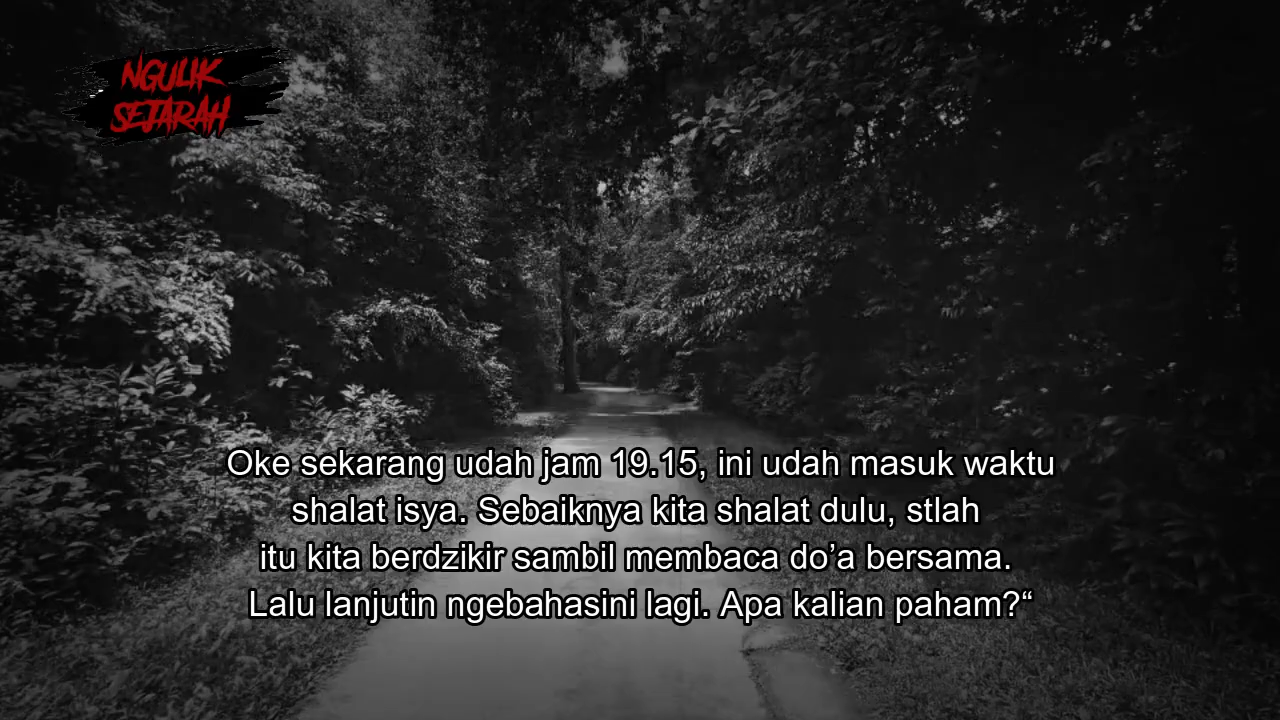 NGULIK
SEJARAH
Oke sekarang udah jam 19.15, ini udah masuk waktu
shalat isya. Sebaiknya kita shalat dulu, stlah
itu kita berdzikir sambil membaca do’a bersama.
Lalu lanjutin ngebahasini lagi. Apa kalian paham?“